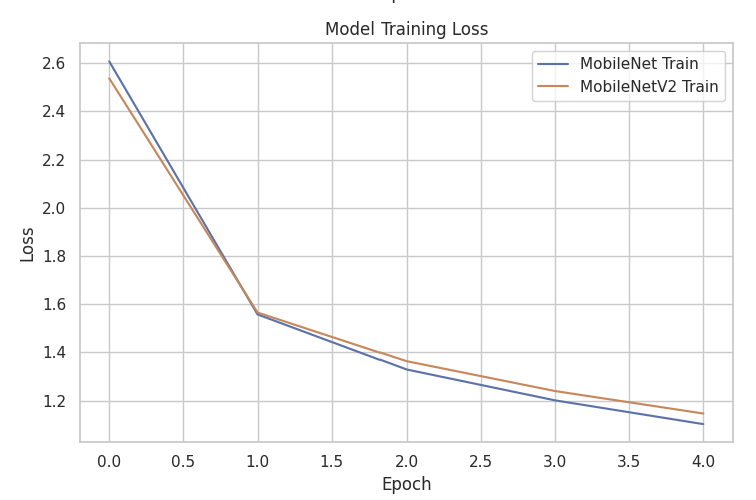 Model Training Loss
MobileNet Train
MobileNetV2 Train
2.6
2.4
2.2
2.0
1.8
1.6
1.4
1.2
Loss
0.0 0.5 1.0 1.5 2.0 2.5 3.0 3.5 4.0
Epoch